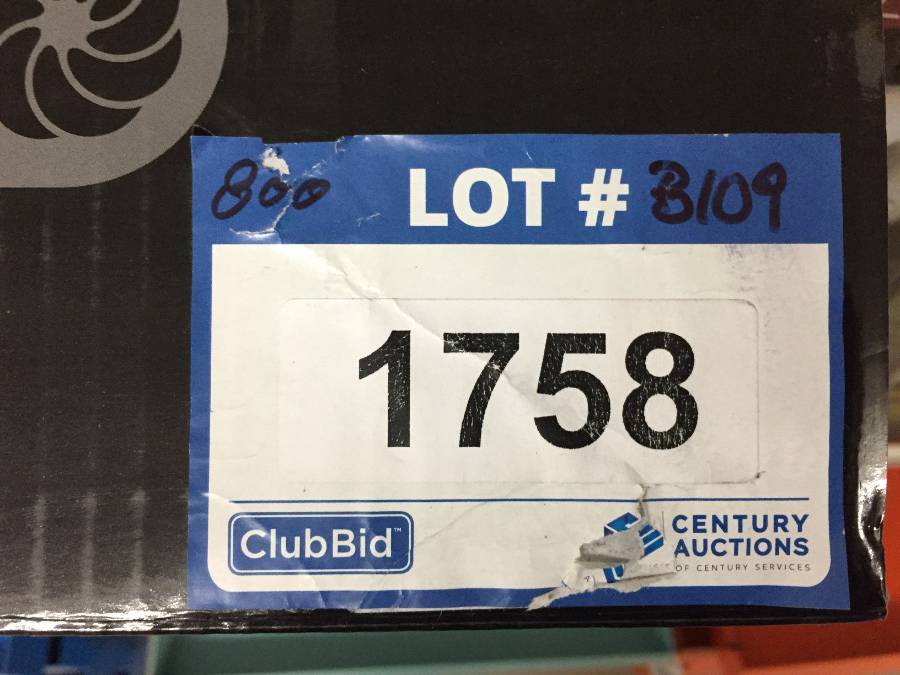 800 LOT # B109
1758
ClubBid™
CENTURY
AUCTIONS
OF CENTURY SERVICES